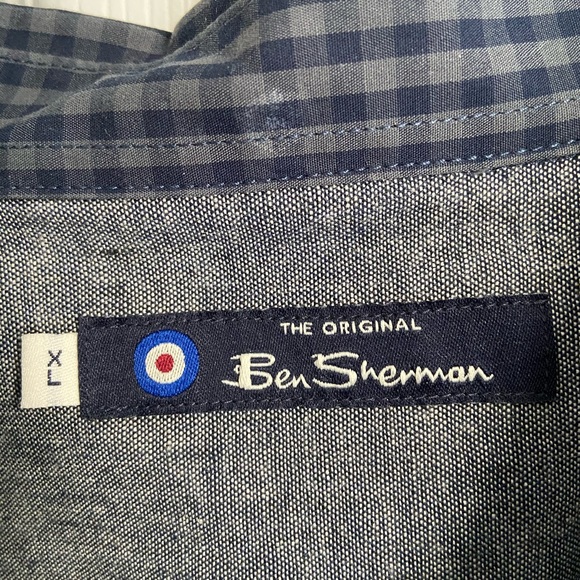 THE ORIGINAL
Ben Sherman
XL